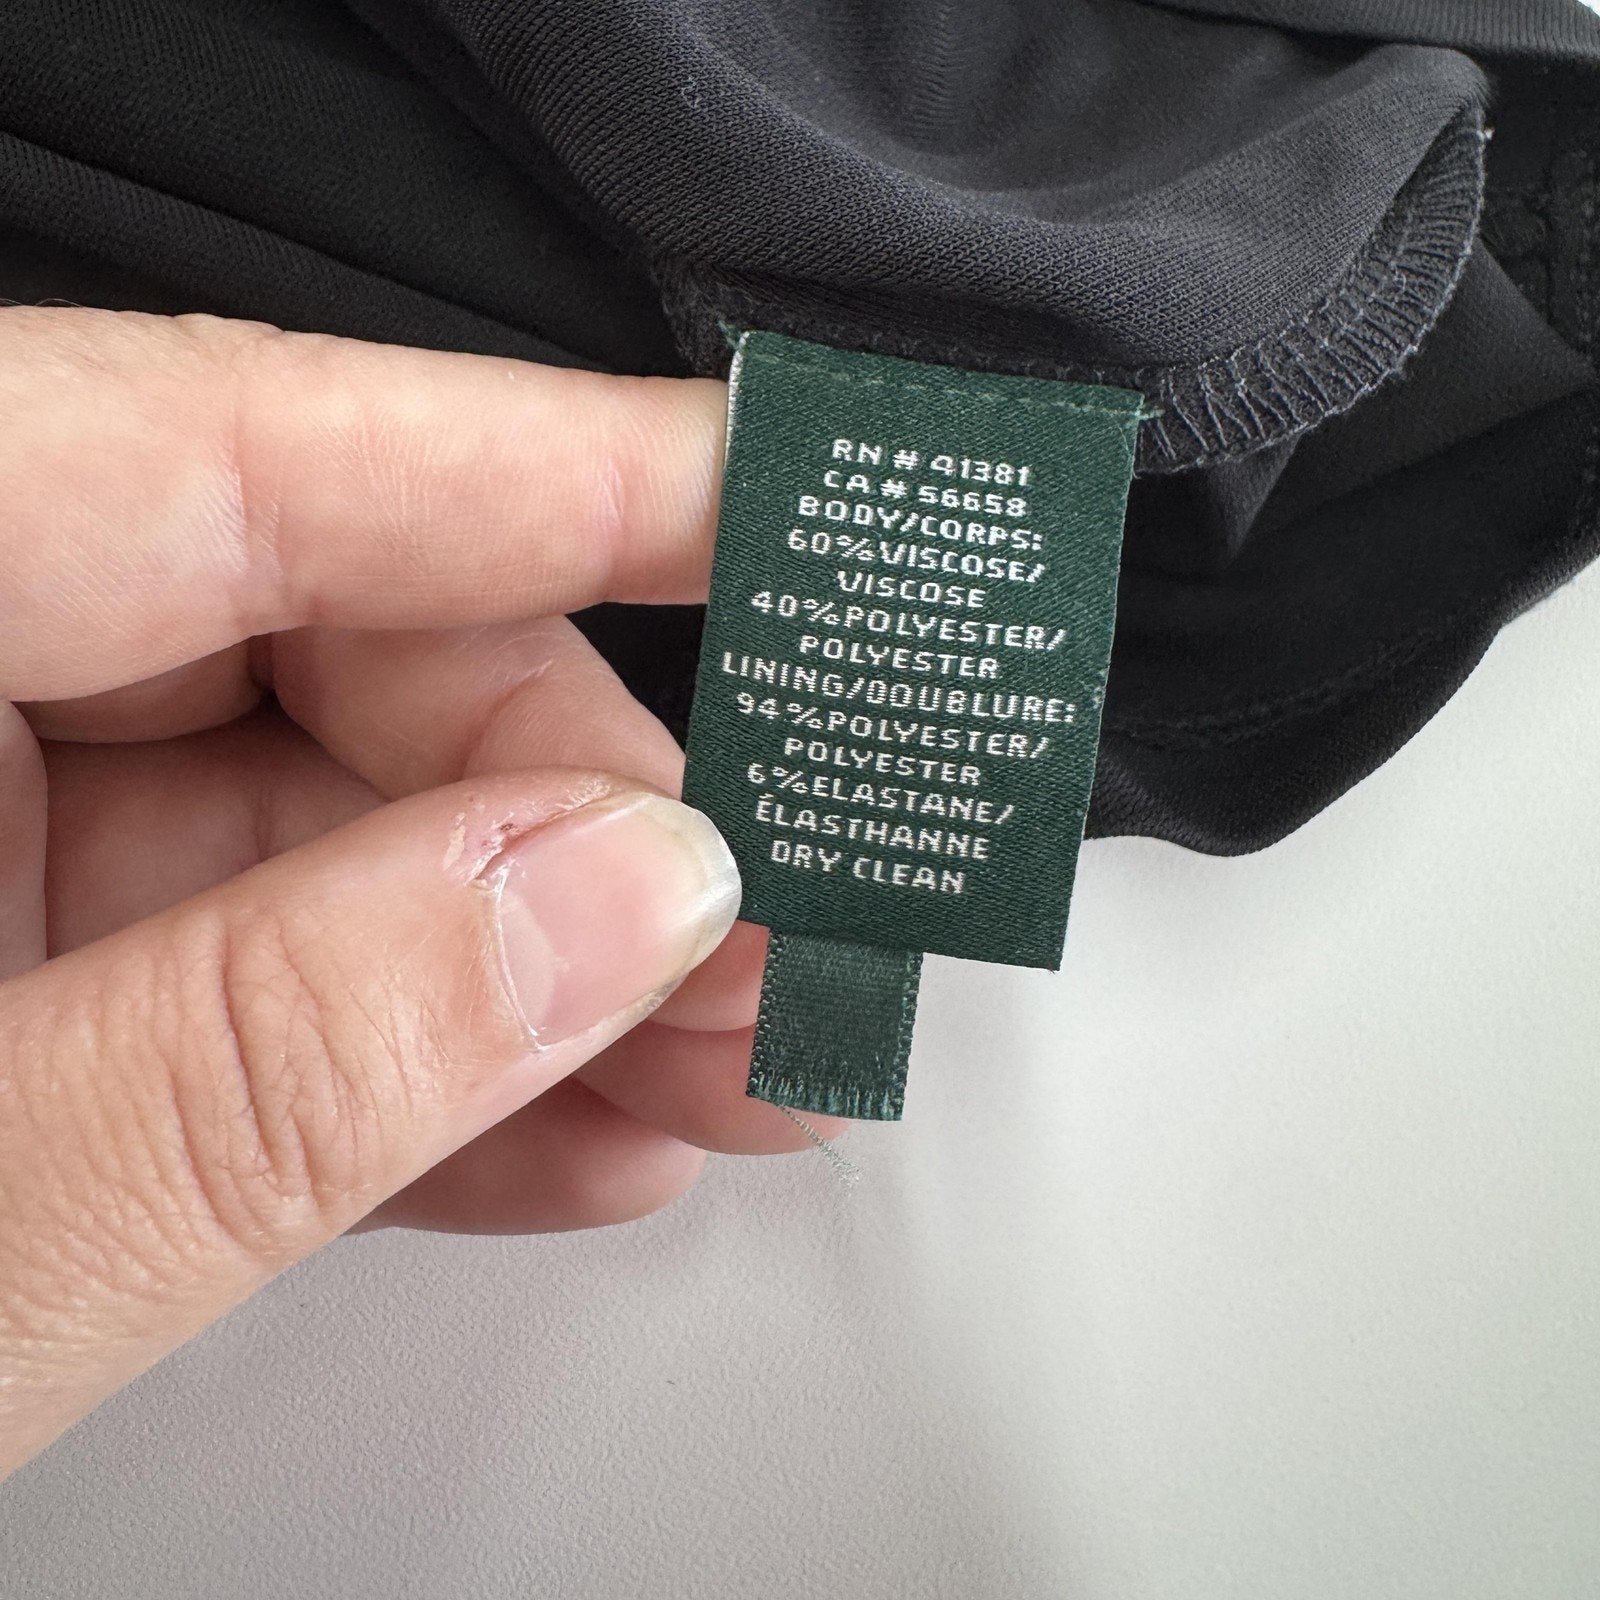 RN # 41381
CA # 56658
BODY/CORPS:
60%VISCOSE/
VISCOSE
40%POLYESTER/
POLYESTER
LINING/DOUBLURE:
94%POLYESTER/
POLYESTER
6%ELASTANE/
ÉLASTHANNE
DRY CLEAN